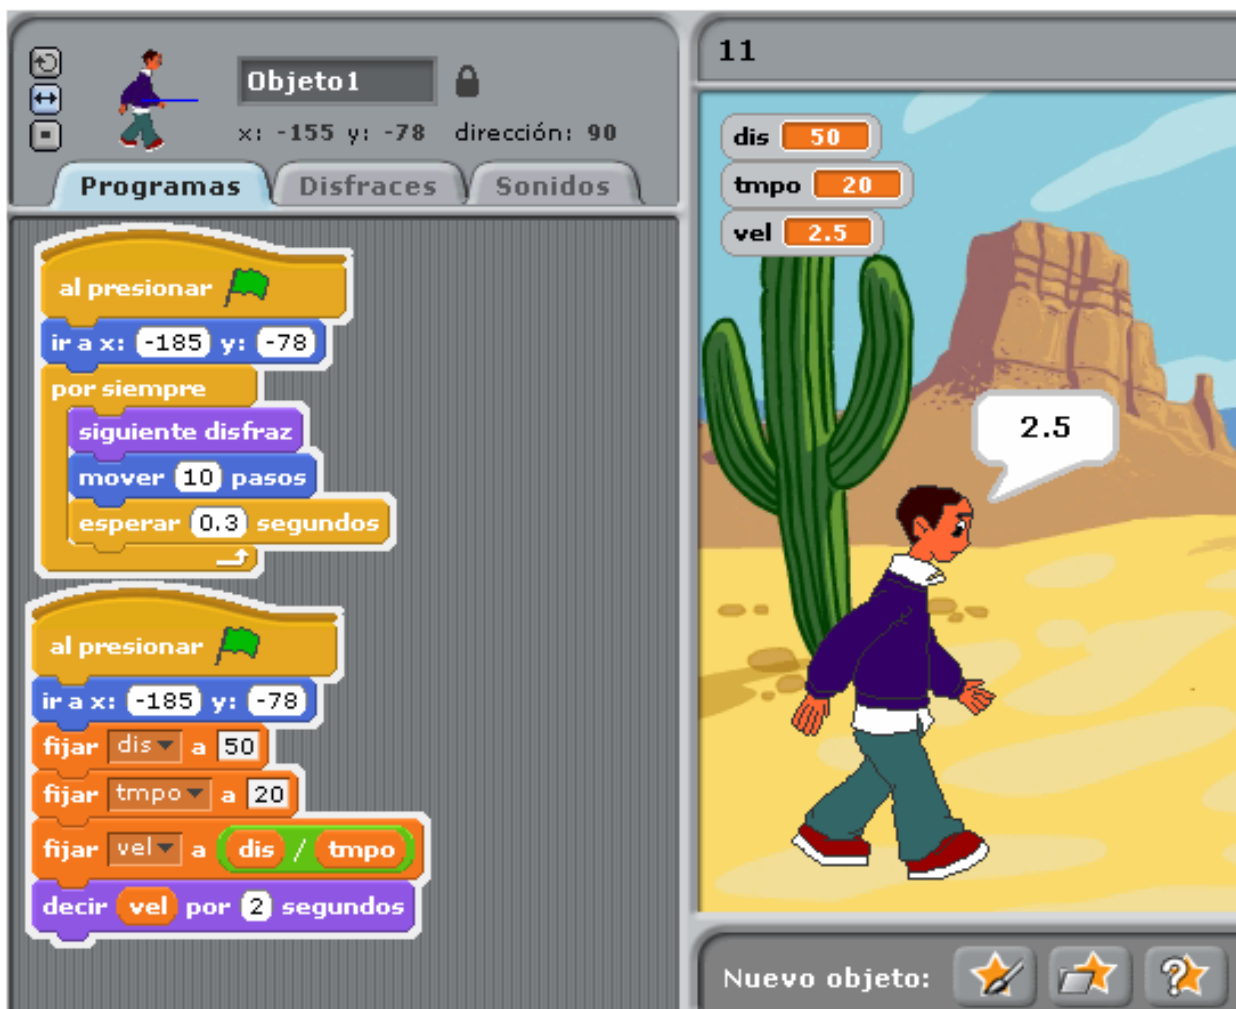 Objeto1
x: -155 y: -78 dirección: 90
Programas
Disfraces
Sonidos
al presionar
ir a x: -185 y: -78
por siempre
siguiente disfraz
mover 10 pasos
esperar 0.3 segundos
al presionar
ir a x: -185 y: -78
fijar dis a 50
fijar tmpo a 20
fijar vel a dis / tmpo
decir vel por 2 segundos
11
dis 50
tmpo 20
vel 2.5
2.5
Nuevo objeto: